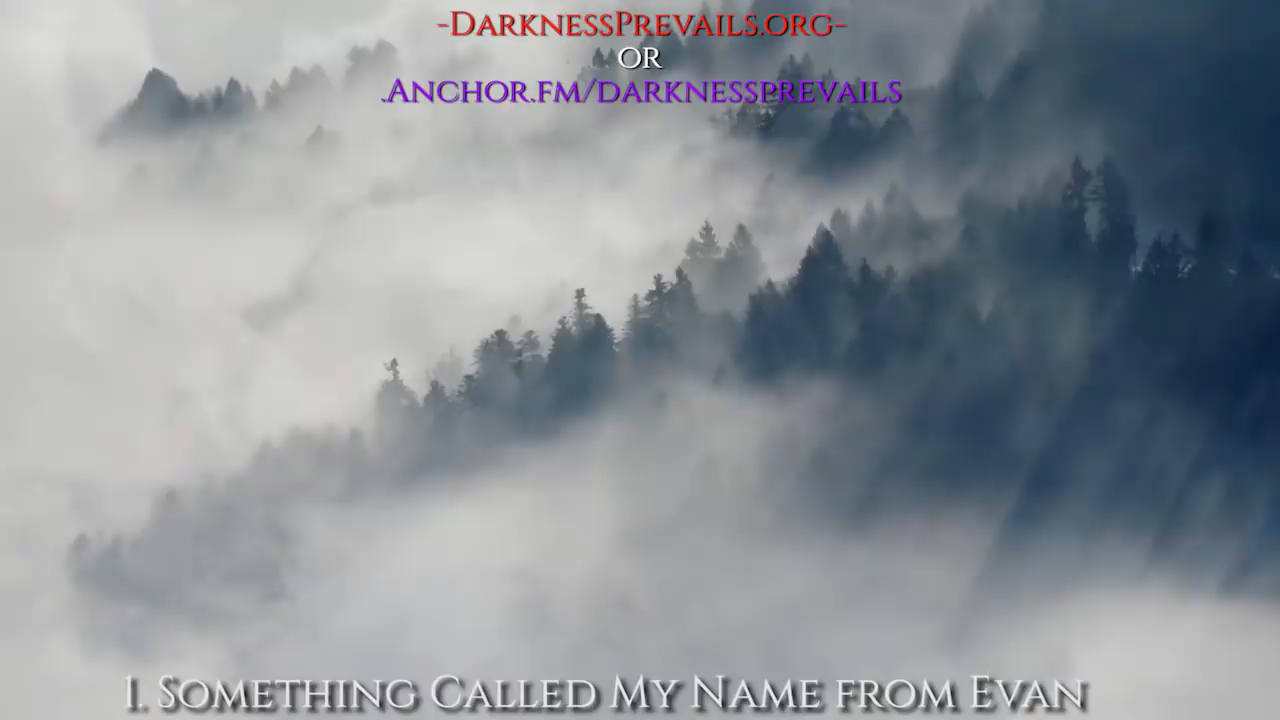 -DarknessPrevails.org-
or
.Anchor.fm/darknessprevails
1. Something Called My Name from Evan